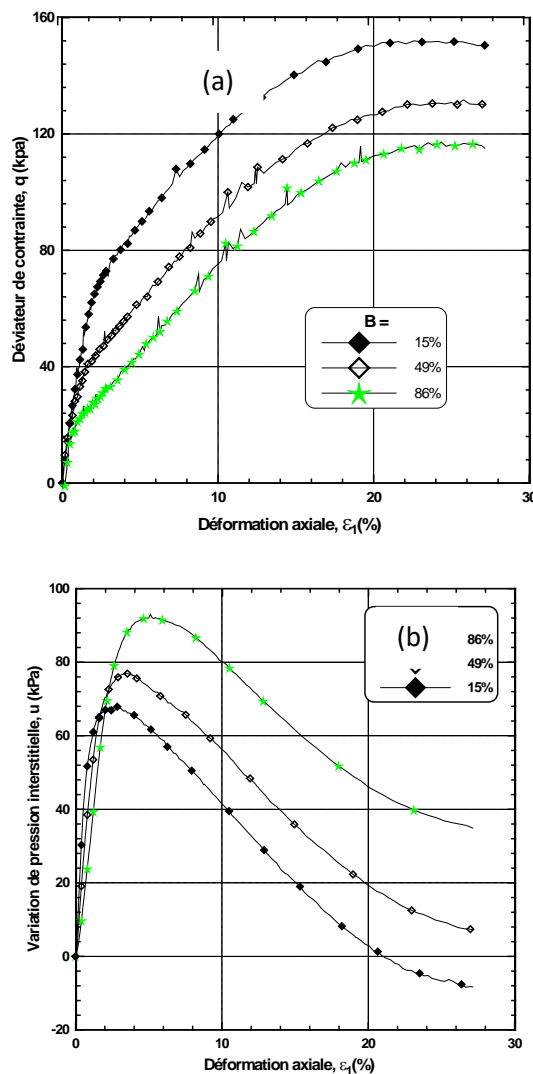 160
(a)
120
Déviateur de contrainte, q (kpa)
80
B =
15%
49%
86%
40
0
0 10 20 30
Déformation axiale, ε1(%)
100
(b)
86%
49%
15%
80
60
Variation de pression interstitielle, u (kPa)
40
20
0
-20
0 10 20 30
Déformation axiale, ε1(%)